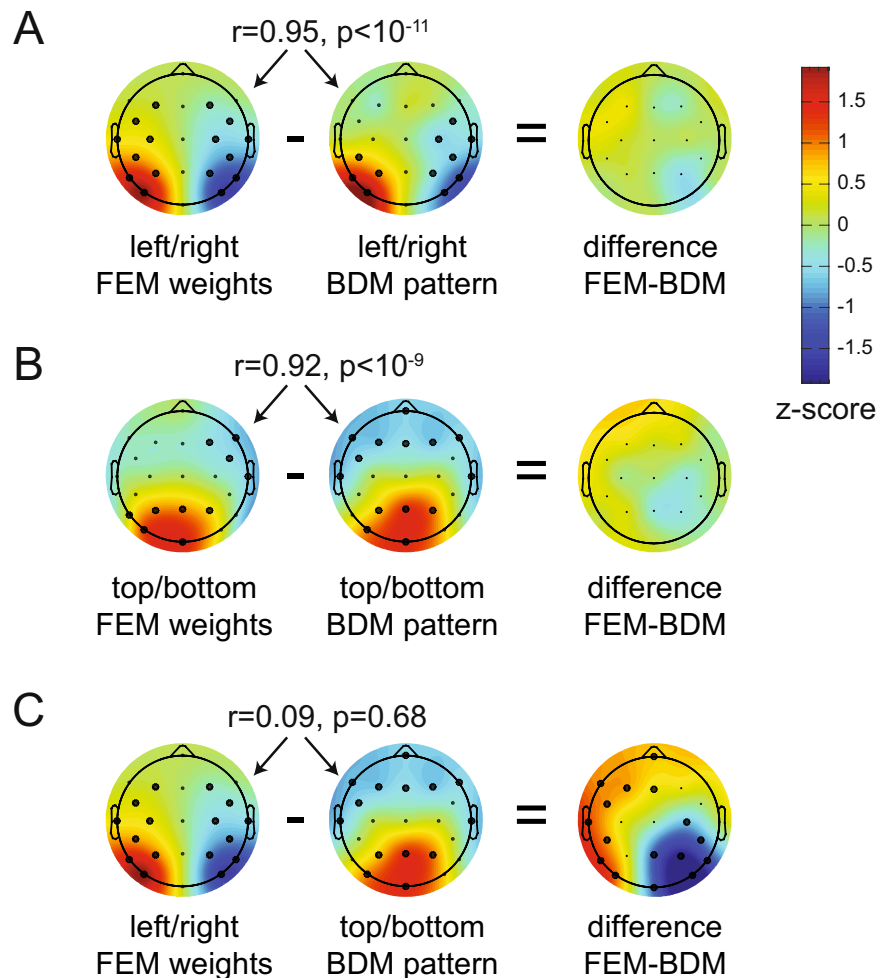 A
r=0.95, p<10⁻¹¹
-
=
left/right
FEM weights
left/right
BDM pattern
difference
FEM-BDM
1.5
1
0.5
0
-0.5
-1
-1.5
z-score
B
r=0.92, p<10⁻⁹
-
=
top/bottom
FEM weights
top/bottom
BDM pattern
difference
FEM-BDM
C
r=0.09, p=0.68
-
=
left/right
FEM weights
top/bottom
BDM pattern
difference
FEM-BDM